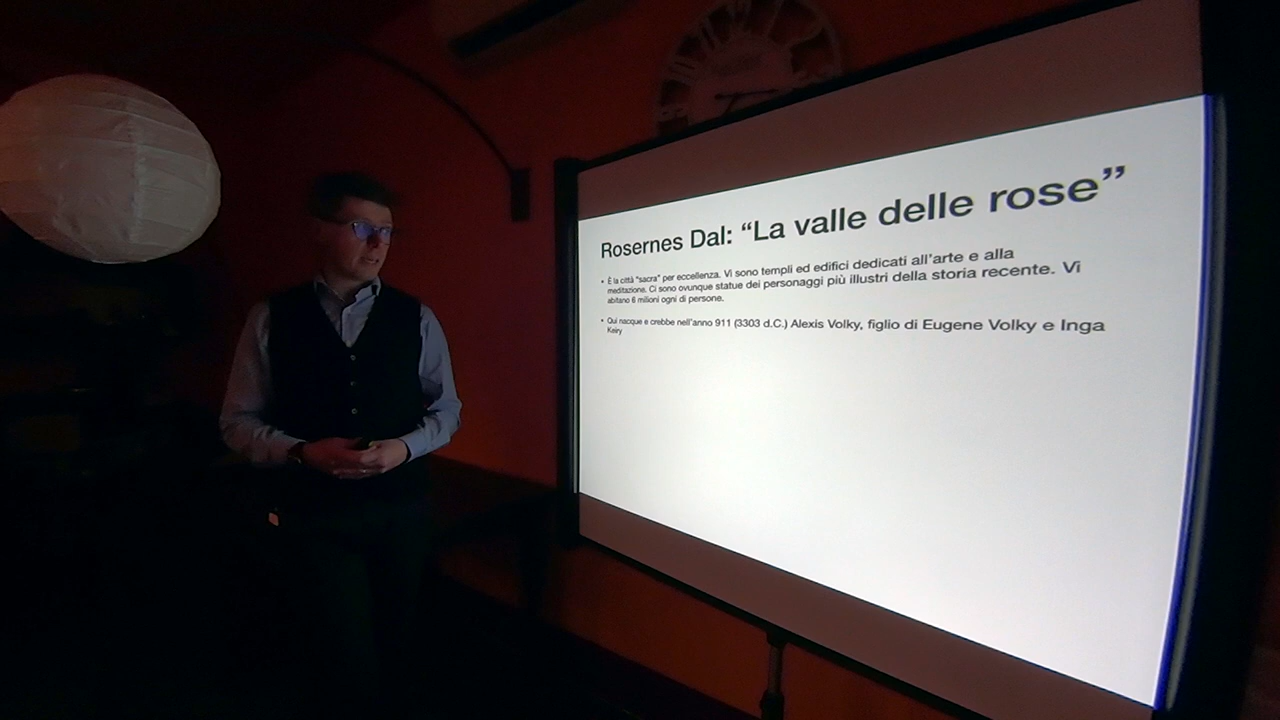 Rosernes Dal: “La valle delle rose”
• È la città "sacra" per eccellenza. Vi sono templi ed edifici dedicati all'arte e alla
meditazione. Ci sono ovunque statue dei personaggi più illustri della storia recente. Vi
abitano 6 milioni ogni di persone.
• Qui nacque e crebbe nell'anno 911 (3303 d.C.) Alexis Volky, figlio di Eugene Volky e Inga
Keiry